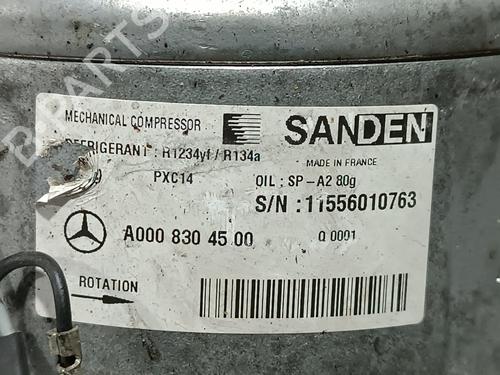 B-PARTS
MECHANICAL COMPRESSOR
SANDEN
REFRIGERANT : R1234yf / R134a
MADE IN FRANCE
PXC14
OIL : SP-A2 80g
S/N :11556010763
A000 830 45 00
Q 0001
ROTATION